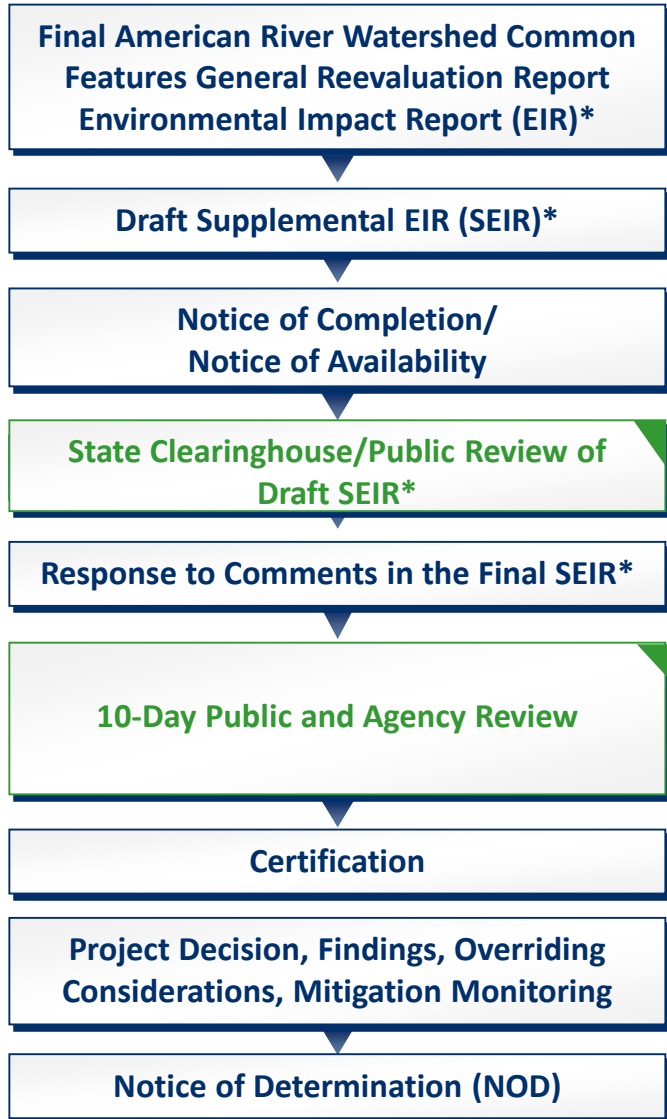 Final American River Watershed Common
Features General Reevaluation Report
Environmental Impact Report (EIR)*
Draft Supplemental EIR (SEIR)*
Notice of Completion/
Notice of Availability
State Clearinghouse/Public Review of
Draft SEIR*
Response to Comments in the Final SEIR*
10-Day Public and Agency Review
Certification
Project Decision, Findings, Overriding
Considerations, Mitigation Monitoring
Notice of Determination (NOD)